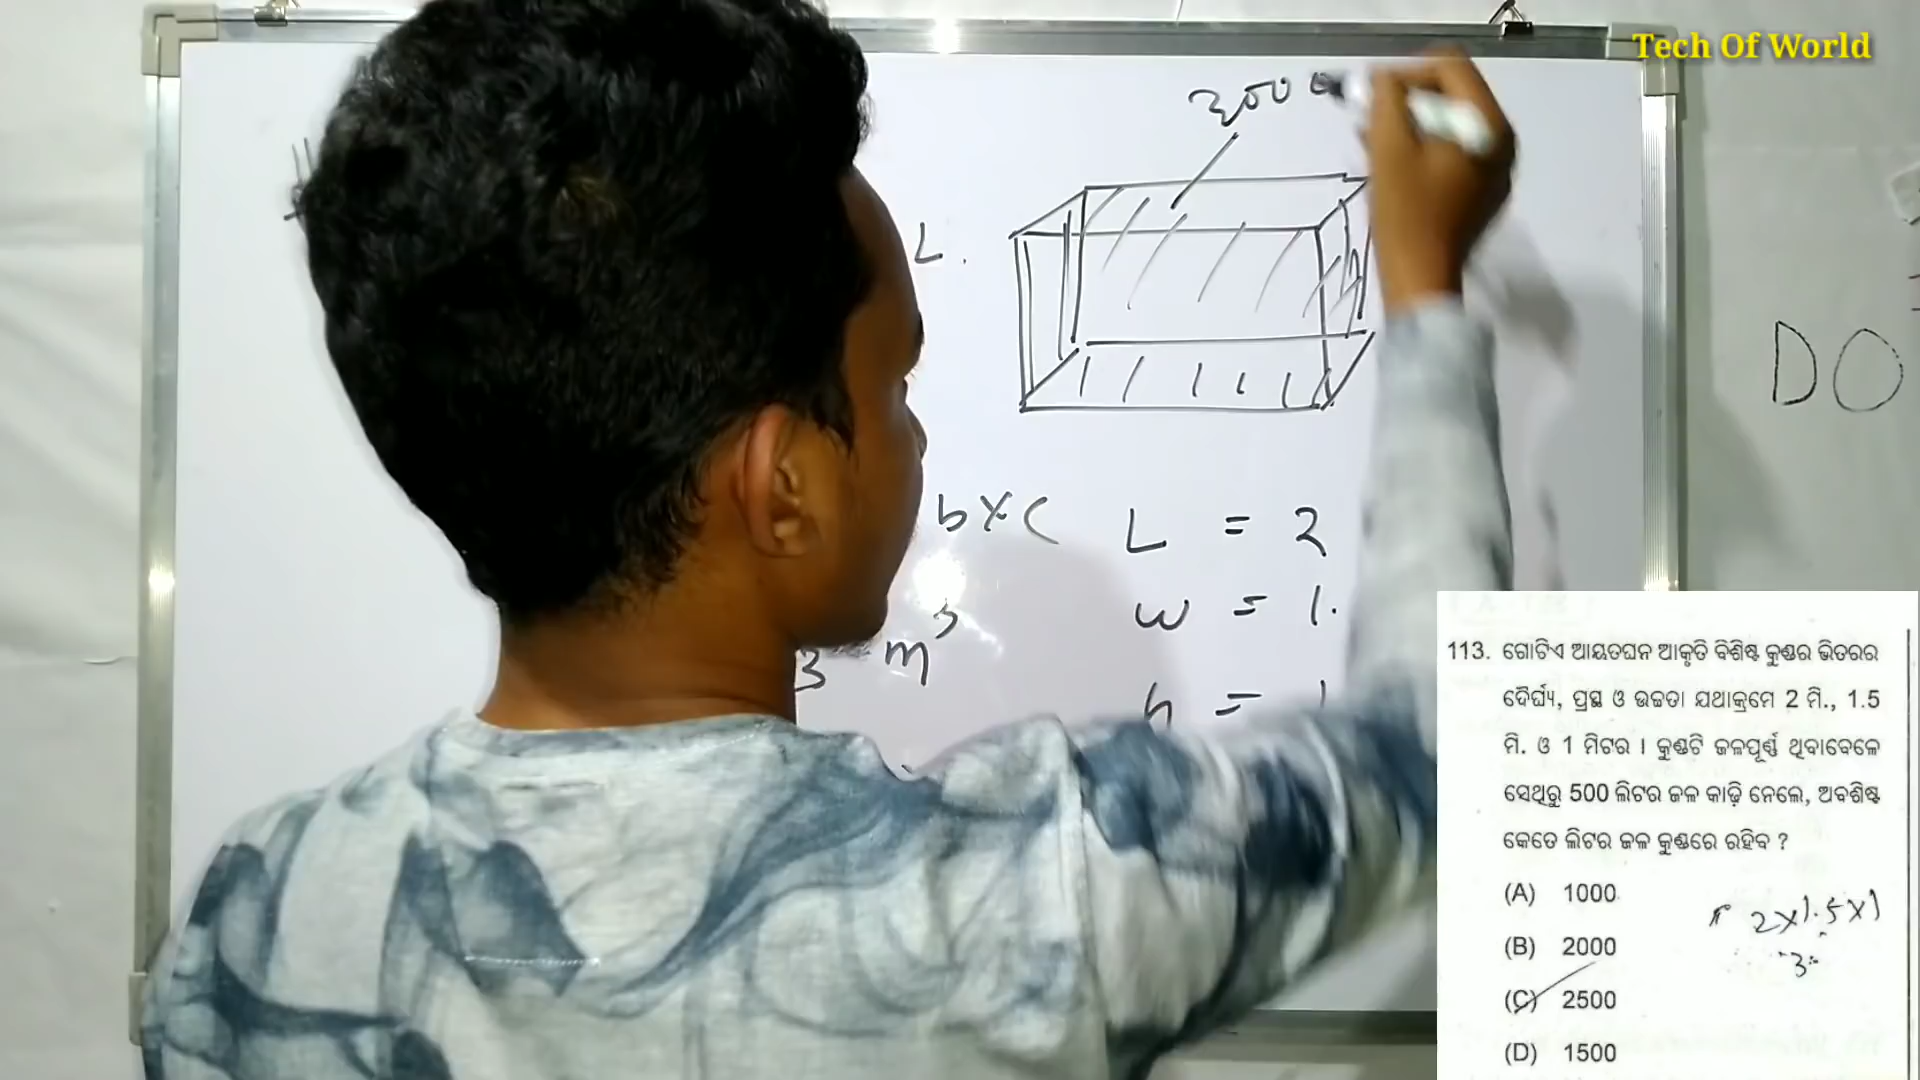 Tech Of World
3000
L.
DO
b×c
L = 2
w = 1.
3 m³
h = 1
113. ଗୋଟିଏ ଆୟତଘନ ଆକୃତି ବିଶିଷ୍ଟ କୁଣ୍ଡର ଭିତରର
ଦୈର୍ଘ୍ୟ, ପ୍ରସ୍ଥ ଓ ଉଚ୍ଚତା ଯଥାକ୍ରମେ 2 ମି., 1.5
ମି. ଓ 1 ମିଟର । କୁଣ୍ଡଟି ଜଳପୂର୍ଣ୍ଣ ଥିବାବେଳେ
ସେଥିରୁ 500 ଲିଟର ଜଳ କାଢ଼ି ନେଲେ, ଅବଶିଷ୍ଟ
କେତେ ଲିଟର ଜଳ କୁଣ୍ଡରେ ରହିବ ?
(A) 1000
2×1.5×1
(B) 2000
3
(C) 2500
(D) 1500